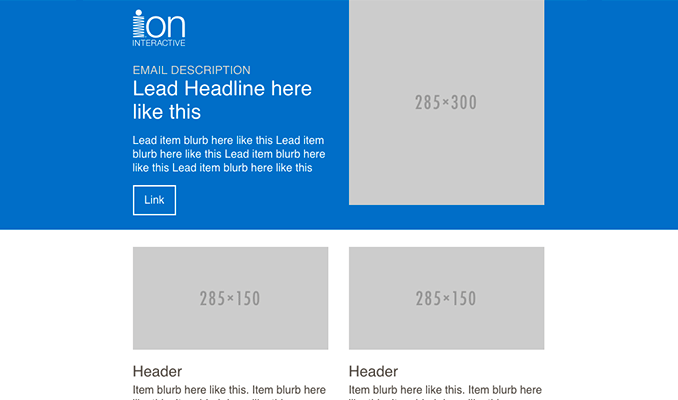 ion
INTERACTIVE
EMAIL DESCRIPTION
Lead Headline here
like this
Lead item blurb here like this Lead item
blurb here like this Lead item blurb here
like this Lead item blurb here like this
Link
285×300
285×150
285×150
Header
Item blurb here like this. Item blurb here
Header
Item blurb here like this. Item blurb here